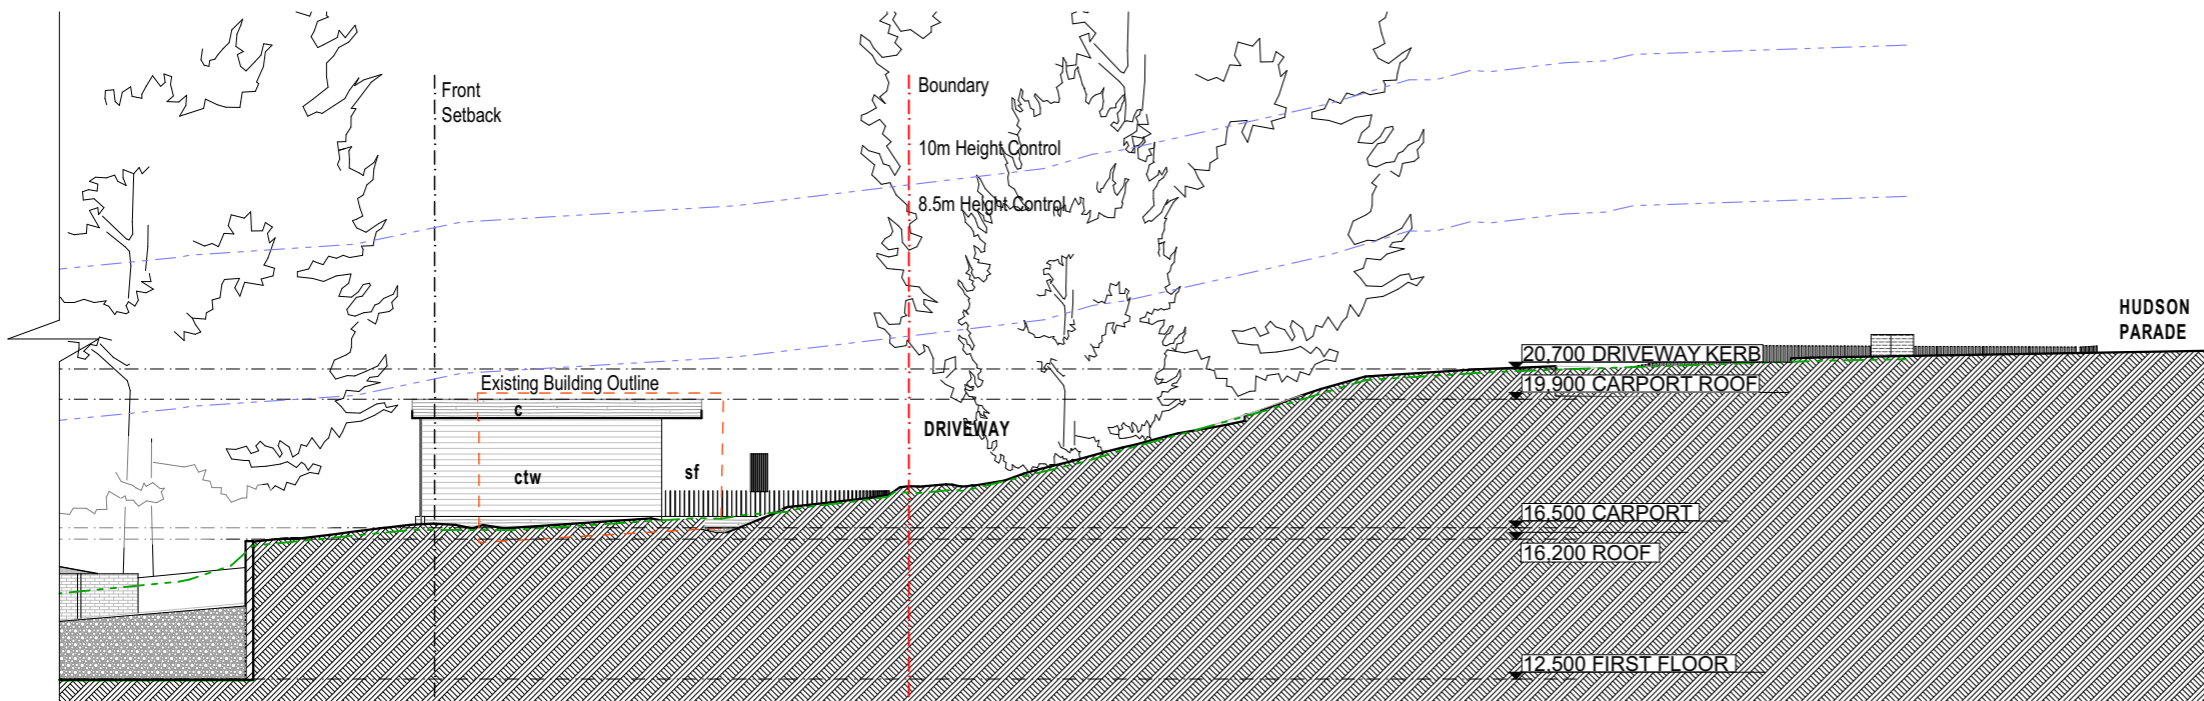 Front
Setback
Boundary
10m Height Control
8.5m Height Control
HUDSON
PARADE
20,700 DRIVEWAY KERB
19,900 CARPORT ROOF
Existing Building Outline
c
DRIVEWAY
ctw
sf
16,500 CARPORT
16,200 ROOF
12,500 FIRST FLOOR